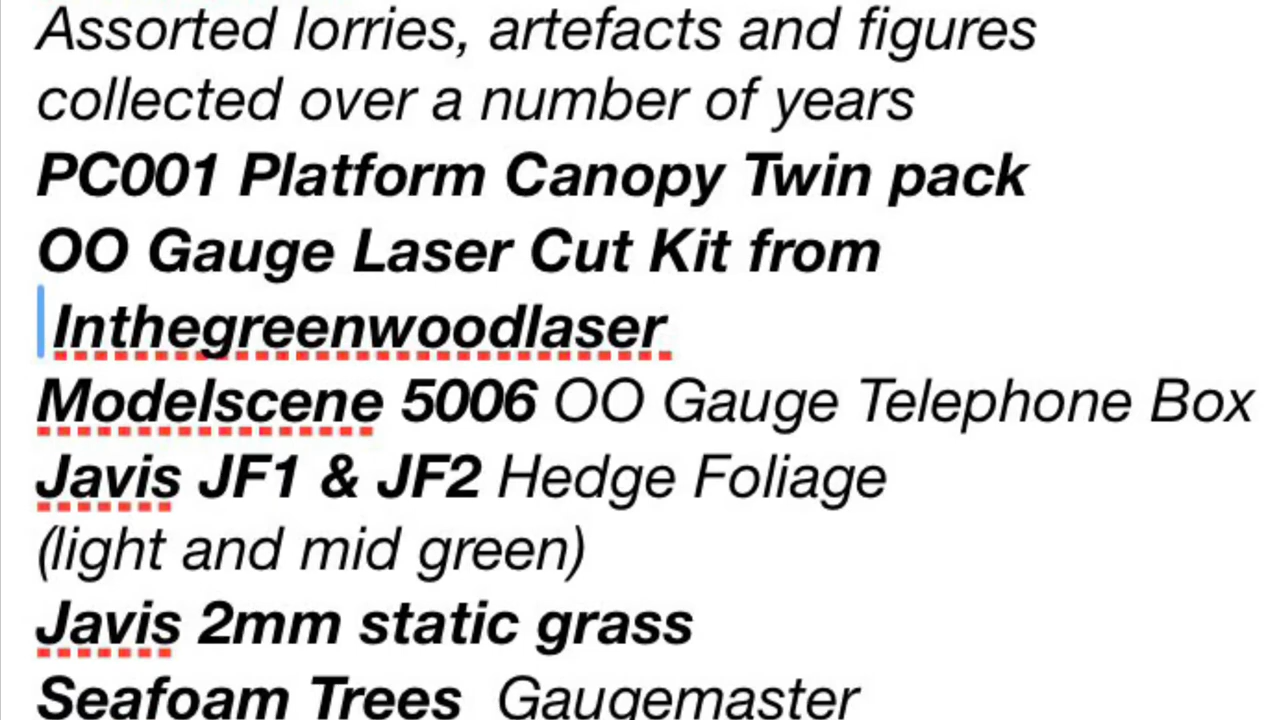 Assorted lorries, artefacts and figures
collected over a number of years
PC001 Platform Canopy Twin pack
OO Gauge Laser Cut Kit from
Inthegreenwoodlaser
Modelscene 5006 OO Gauge Telephone Box
Javis JF1 & JF2 Hedge Foliage
(light and mid green)
Javis 2mm static grass
Seafoam Trees Gaugemaster